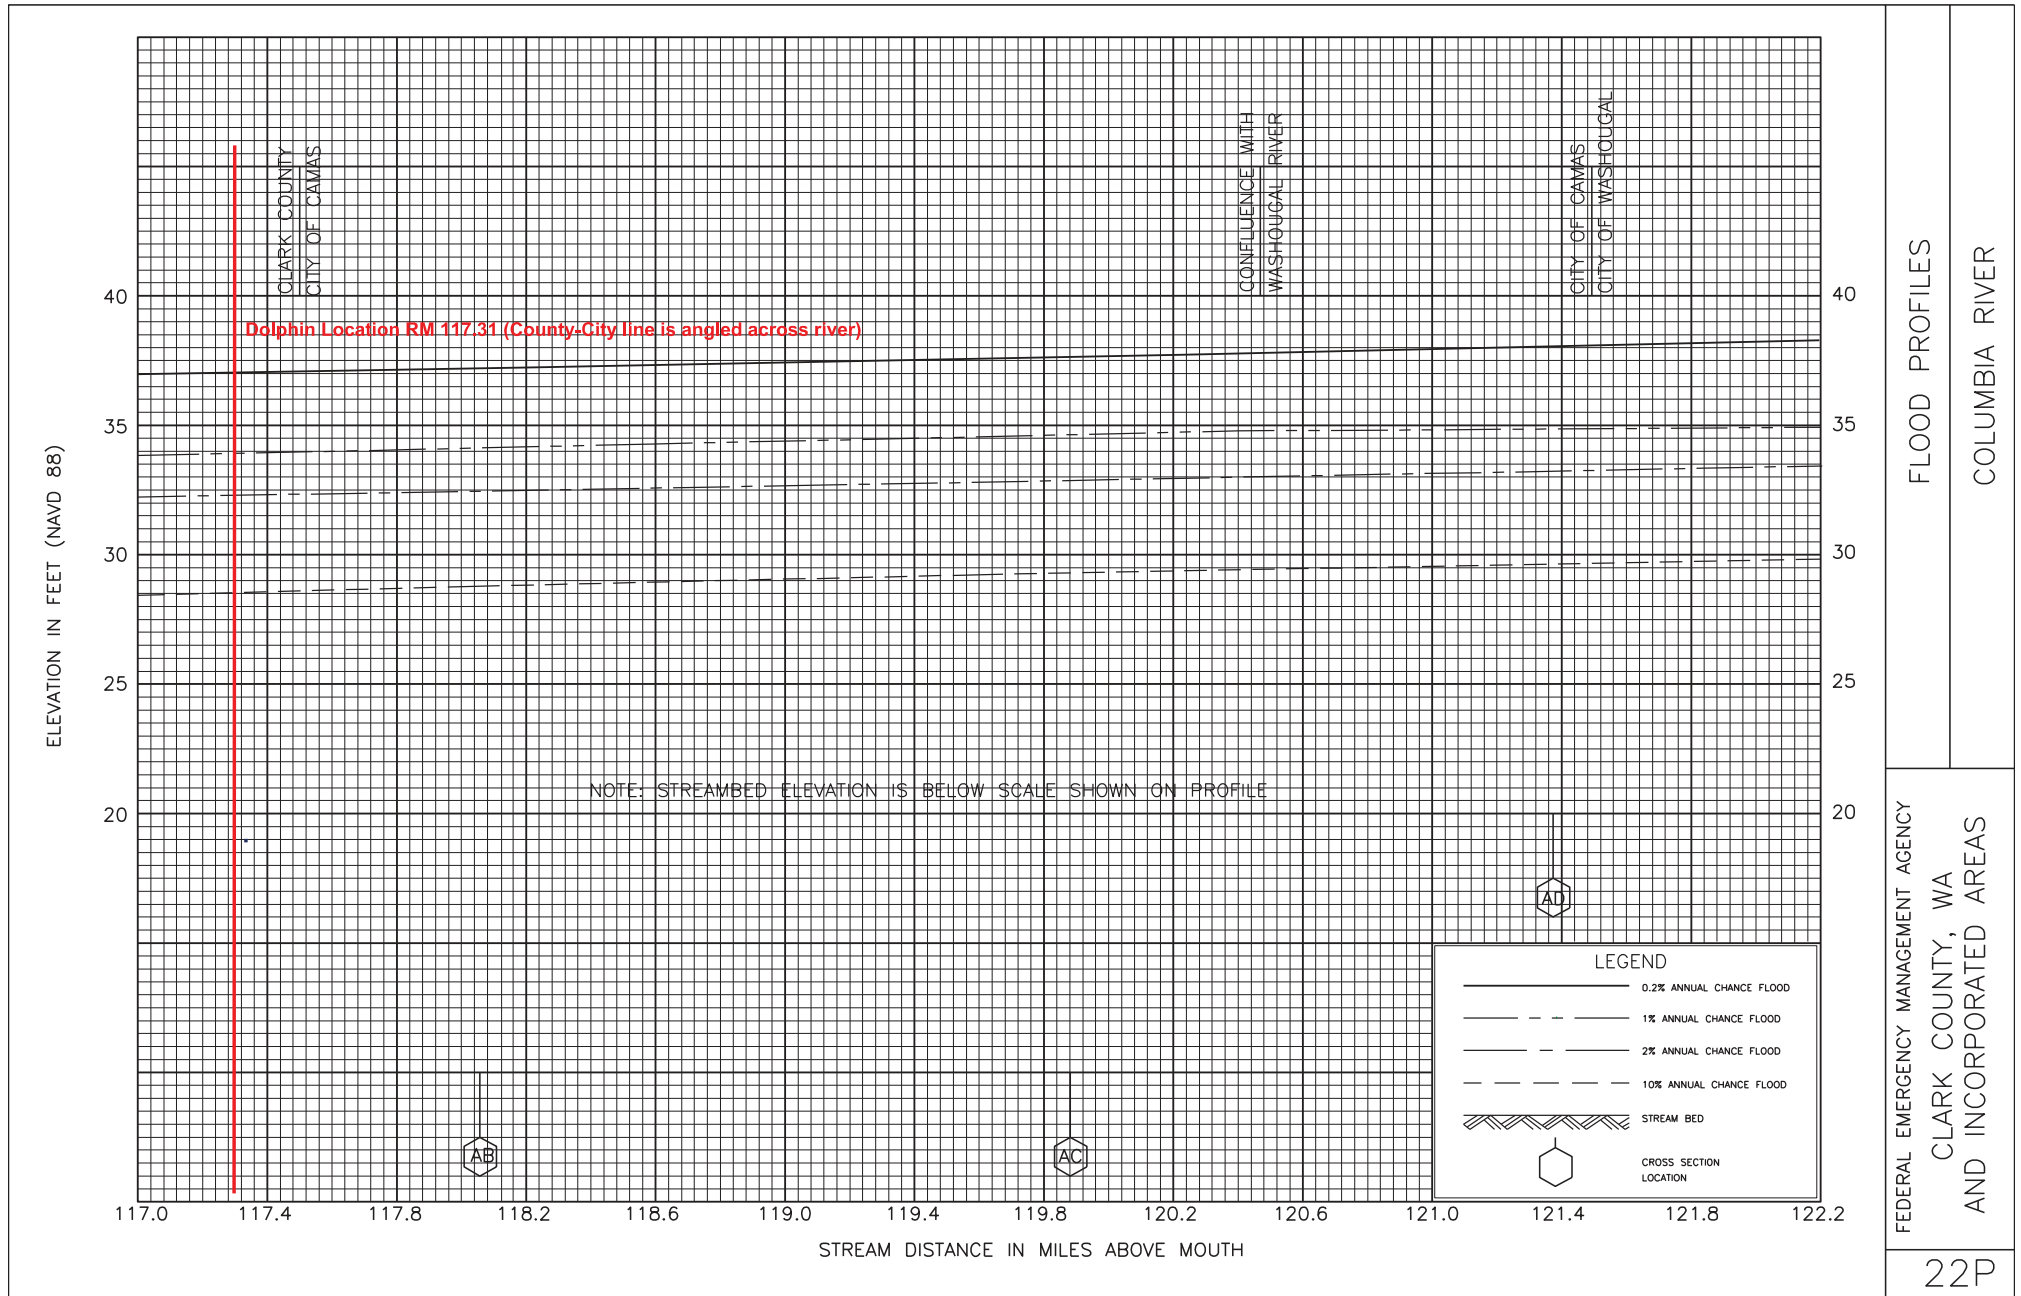 CLARK COUNTY
CITY OF CAMAS
CONFLUENCE WITH
WASHOUGAL RIVER
CITY OF CAMAS
CITY OF WASHOUGAL
Dolphin Location RM 117.31 (County-City line is angled across river)
ELEVATION IN FEET (NAVD 88)
40
35
30
25
20
40
35
30
25
20
NOTE: STREAMBED ELEVATION IS BELOW SCALE SHOWN ON PROFILE
AB
AC
AD
LEGEND
0.2% ANNUAL CHANCE FLOOD
1% ANNUAL CHANCE FLOOD
2% ANNUAL CHANCE FLOOD
10% ANNUAL CHANCE FLOOD
STREAM BED
CROSS SECTION
LOCATION
117.0 117.4 117.8 118.2 118.6 119.0 119.4 119.8 120.2 120.6 121.0 121.4 121.8 122.2
STREAM DISTANCE IN MILES ABOVE MOUTH
FLOOD PROFILES
COLUMBIA RIVER
FEDERAL EMERGENCY MANAGEMENT AGENCY
CLARK COUNTY, WA
AND INCORPORATED AREAS
22P